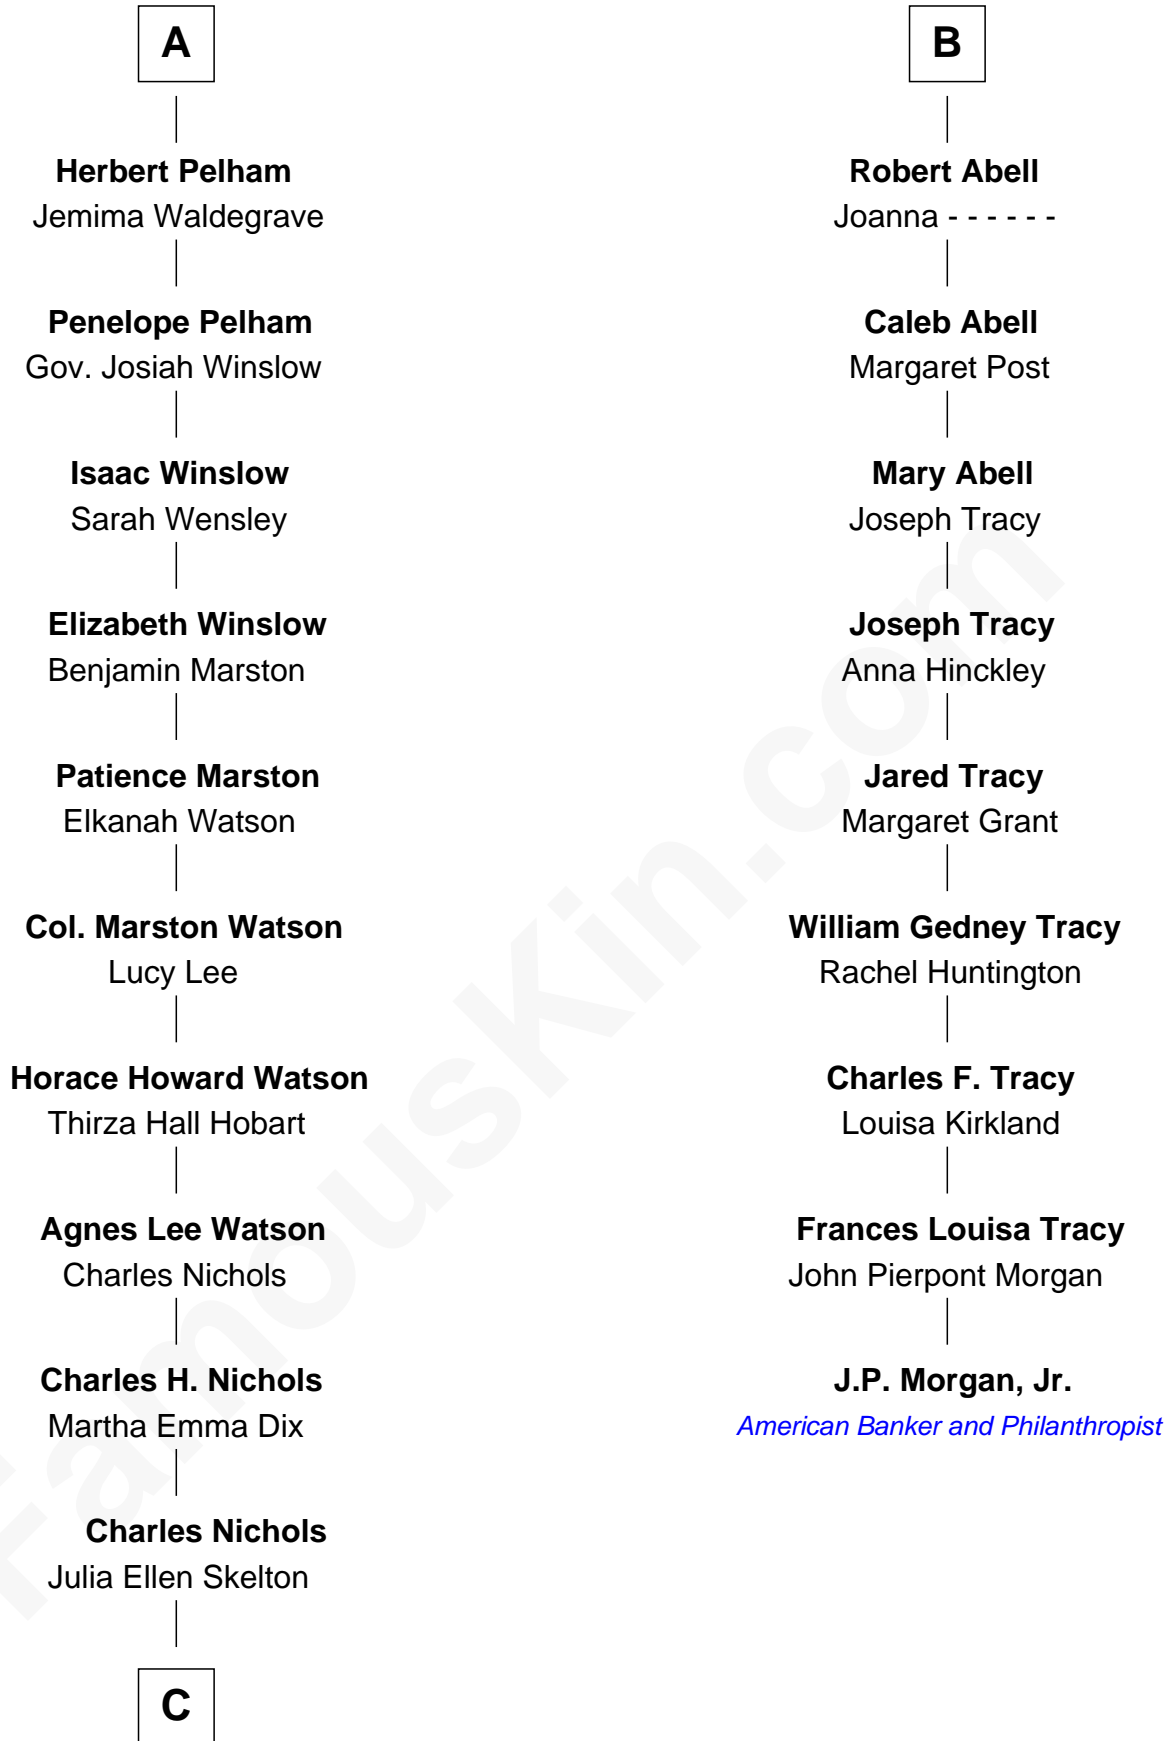 A
Herbert Pelham
Jemima Waldegrave
Penelope Pelham
Gov. Josiah Winslow
Isaac Winslow
Sarah Wensley
Elizabeth Winslow
Benjamin Marston
Patience Marston
Elkanah Watson
Col. Marston Watson
Lucy Lee
Horace Howard Watson
Thirza Hall Hobart
Agnes Lee Watson
Charles Nichols
Charles H. Nichols
Martha Emma Dix
Charles Nichols
Julia Ellen Skelton
C
B
Robert Abell
Joanna - - - - - -
Caleb Abell
Margaret Post
Mary Abell
Joseph Tracy
Joseph Tracy
Anna Hinckley
Jared Tracy
Margaret Grant
William Gedney Tracy
Rachel Huntington
Charles F. Tracy
Louisa Kirkland
Frances Louisa Tracy
John Pierpont Morgan
J.P. Morgan, Jr.
American Banker and Philanthropist
FamousKin.com